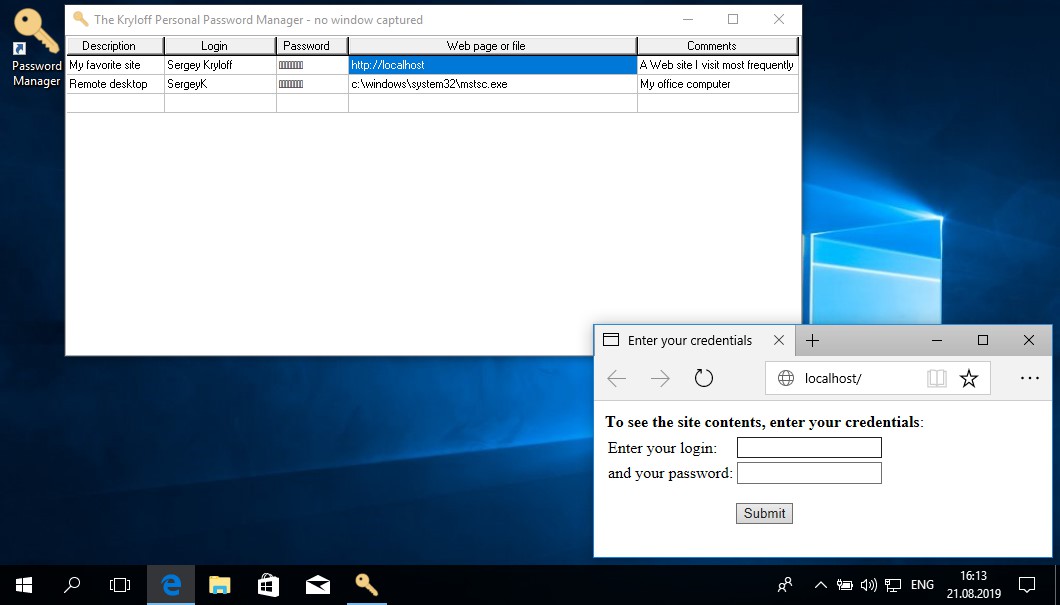 Password
Manager
The Kryloff Personal Password Manager - no window captured
Description Login Password Web page or file Comments
My favorite site Sergey Kryloff http://localhost A Web site I visit most frequently
Remote desktop SergeyK c:\windows\system32\mstsc.exe My office computer
Enter your credentials
localhost/
To see the site contents, enter your credentials:
Enter your login:
and your password:
Submit
ENG
16:13
21.08.2019